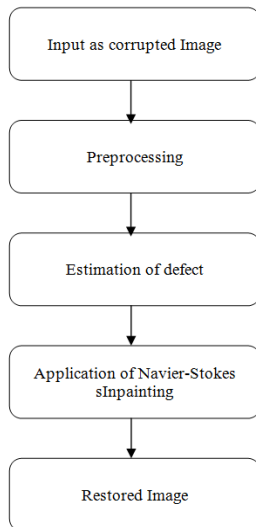 Input as corrupted Image
Preprocessing
Estimation of defect
Application of Navier-Stokes
sInpainting
Restored Image